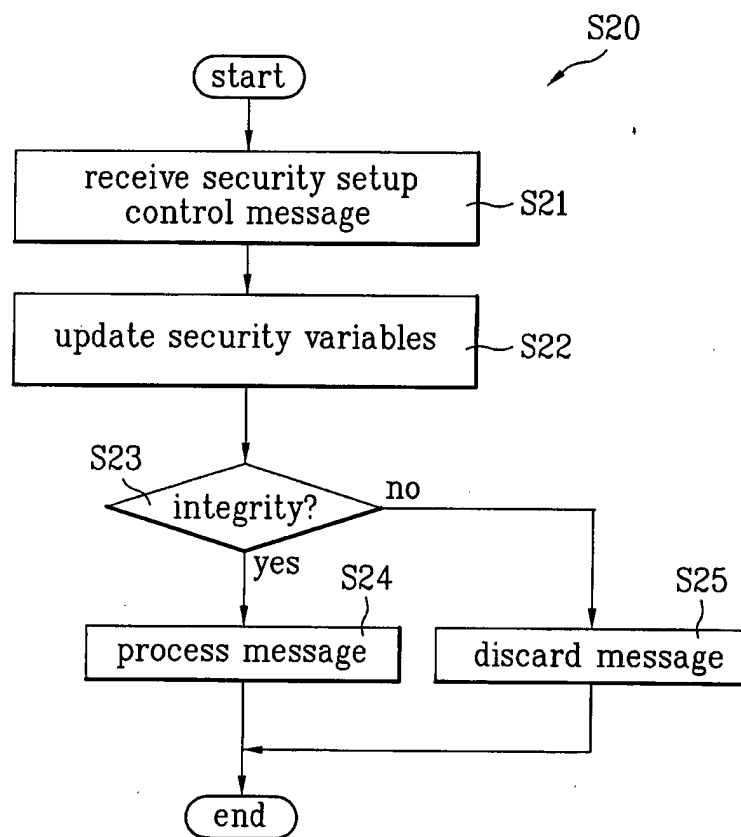 S20
start
receive security setup
control message
S21
update security variables
S22
S23
integrity?
no
yes
S24
process message
S25
discard message
end